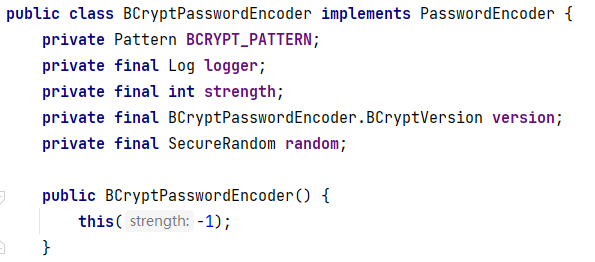 public class BCryptPasswordEncoder implements PasswordEncoder {
private Pattern BCRYPT_PATTERN;
private final Log logger;
private final int strength;
private final BCryptPasswordEncoder.BCryptVersion version;
private final SecureRandom random;
public BCryptPasswordEncoder() {
this( strength: -1);
}